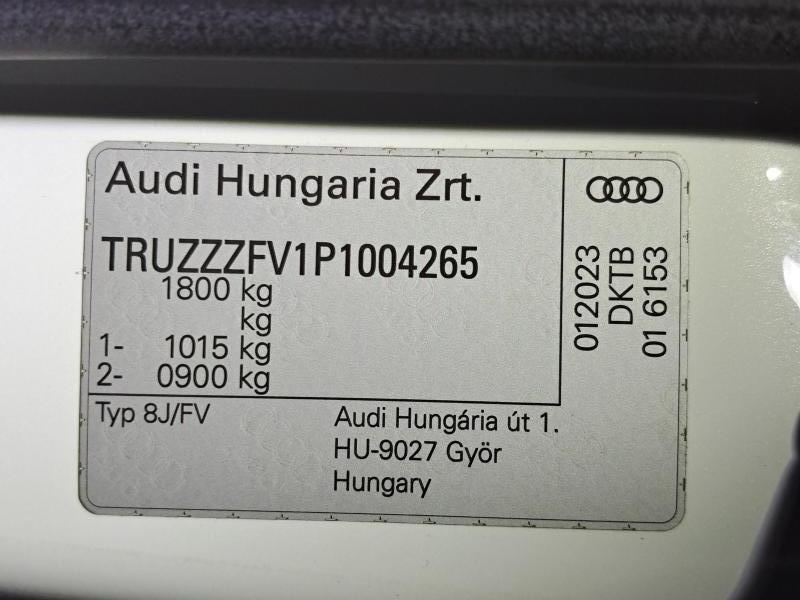 Audi Hungaria Zrt.
TRUZZZFV1P1004265
1800 kg
kg
1- 1015 kg
2- 0900 kg
Typ 8J/FV
Audi Hungária út 1.
HU-9027 Györ
Hungary
012023
DKTB
01 6153